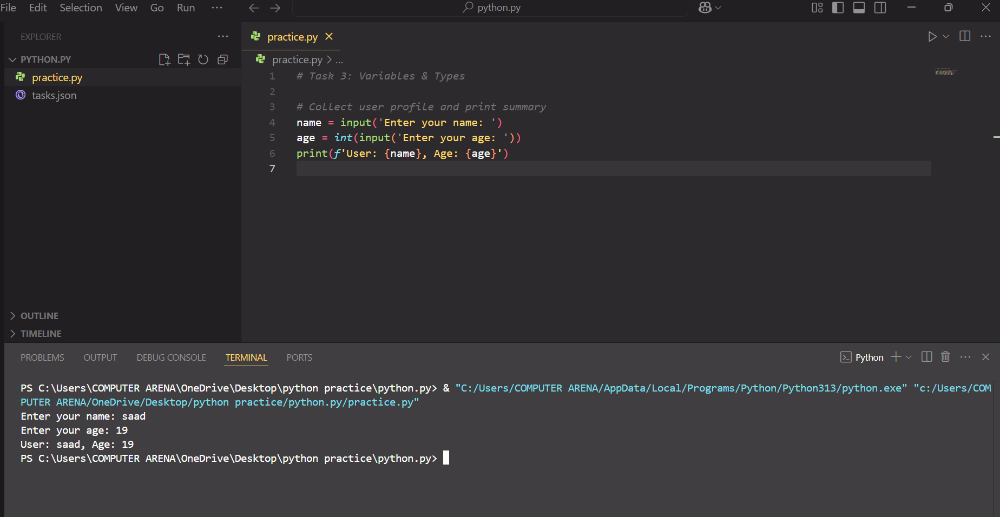 File Edit Selection View Go Run ...
python.py
EXPLORER
PYTHON.PY
practice.py
tasks.json
OUTLINE
TIMELINE
practice.py
practice.py > ...
1 # Task 3: Variables & Types
2
3 # Collect user profile and print summary
4 name = input('Enter your name: ')
5 age = int(input('Enter your age: '))
6 print(f'User: {name}, Age: {age}')
7
PROBLEMS OUTPUT DEBUG CONSOLE TERMINAL PORTS
Python
PS C:\Users\COMPUTER ARENA\OneDrive\Desktop\python practice\python.py> & "C:/Users/COMPUTER ARENA/AppData/Local/Programs/Python/Python313/python.exe" "c:/Users/COM
PUTER ARENA/OneDrive/Desktop/python practice/python.py/practice.py"
Enter your name: saad
Enter your age: 19
User: saad, Age: 19
PS C:\Users\COMPUTER ARENA\OneDrive\Desktop\python practice\python.py>